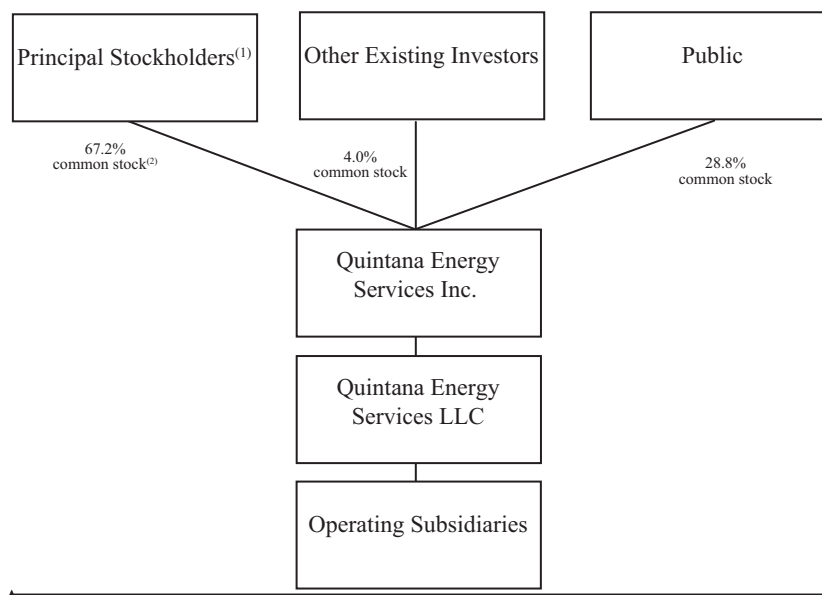 Principal Stockholders(1)
Other Existing Investors
Public
67.2%
common stock(2)
4.0%
common stock
28.8%
common stock
Quintana Energy
Services Inc.
Quintana Energy
Services LLC
Operating Subsidiaries